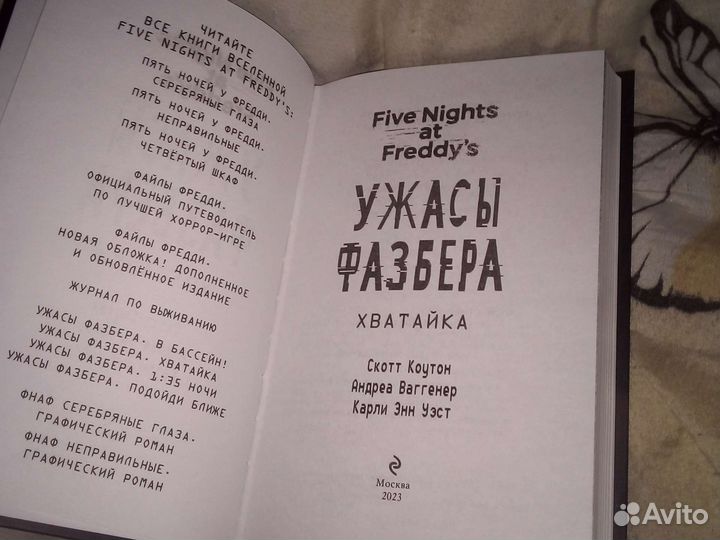 ЧИТАЙТЕ
ВСЕ КНИГИ ВСЕЛЕННОЙ
FIVE NIGHTS AT FREDDY'S:
ПЯТЬ НОЧЕЙ У ФРЕДДИ.
СЕРЕБРЯНЫЕ ГЛАЗА
ПЯТЬ НОЧЕЙ У ФРЕДДИ.
НЕПРАВИЛЬНЫЕ
ПЯТЬ НОЧЕЙ У ФРЕДДИ.
ЧЕТВЁРТЫЙ ШКАФ
ФАЙЛЫ ФРЕДДИ.
ОФИЦИАЛЬНЫЙ ПУТЕВОДИТЕЛЬ
ПО ЛУЧШЕЙ ХОРРОР-ИГРЕ
ФАЙЛЫ ФРЕДДИ.
НОВАЯ ОБЛОЖКА! ДОПОЛНЕННОЕ
И ОБНОВЛЁННОЕ ИЗДАНИЕ
ЖУРНАЛ ПО ВЫЖИВАНИЮ
УЖАСЫ ФАЗБЕРА. В БАССЕЙН!
УЖАСЫ ФАЗБЕРА. ХВАТАЙКА
УЖАСЫ ФАЗБЕРА. 1:35 НОЧИ
УЖАСЫ ФАЗБЕРА. ПОДОЙДИ БЛИЖЕ
ФНАФ СЕРЕБРЯНЫЕ ГЛАЗА.
ГРАФИЧЕСКИЙ РОМАН
ФНАФ НЕПРАВИЛЬНЫЕ.
ГРАФИЧЕСКИЙ РОМАН
Five Nights
at
Freddy's
УЖАСЫ
ФАЗБЕРА
ХВАТАЙКА
Скотт Коутон
Андреа Ваггенер
Карли Энн Уэст
Москва
2023
Avito